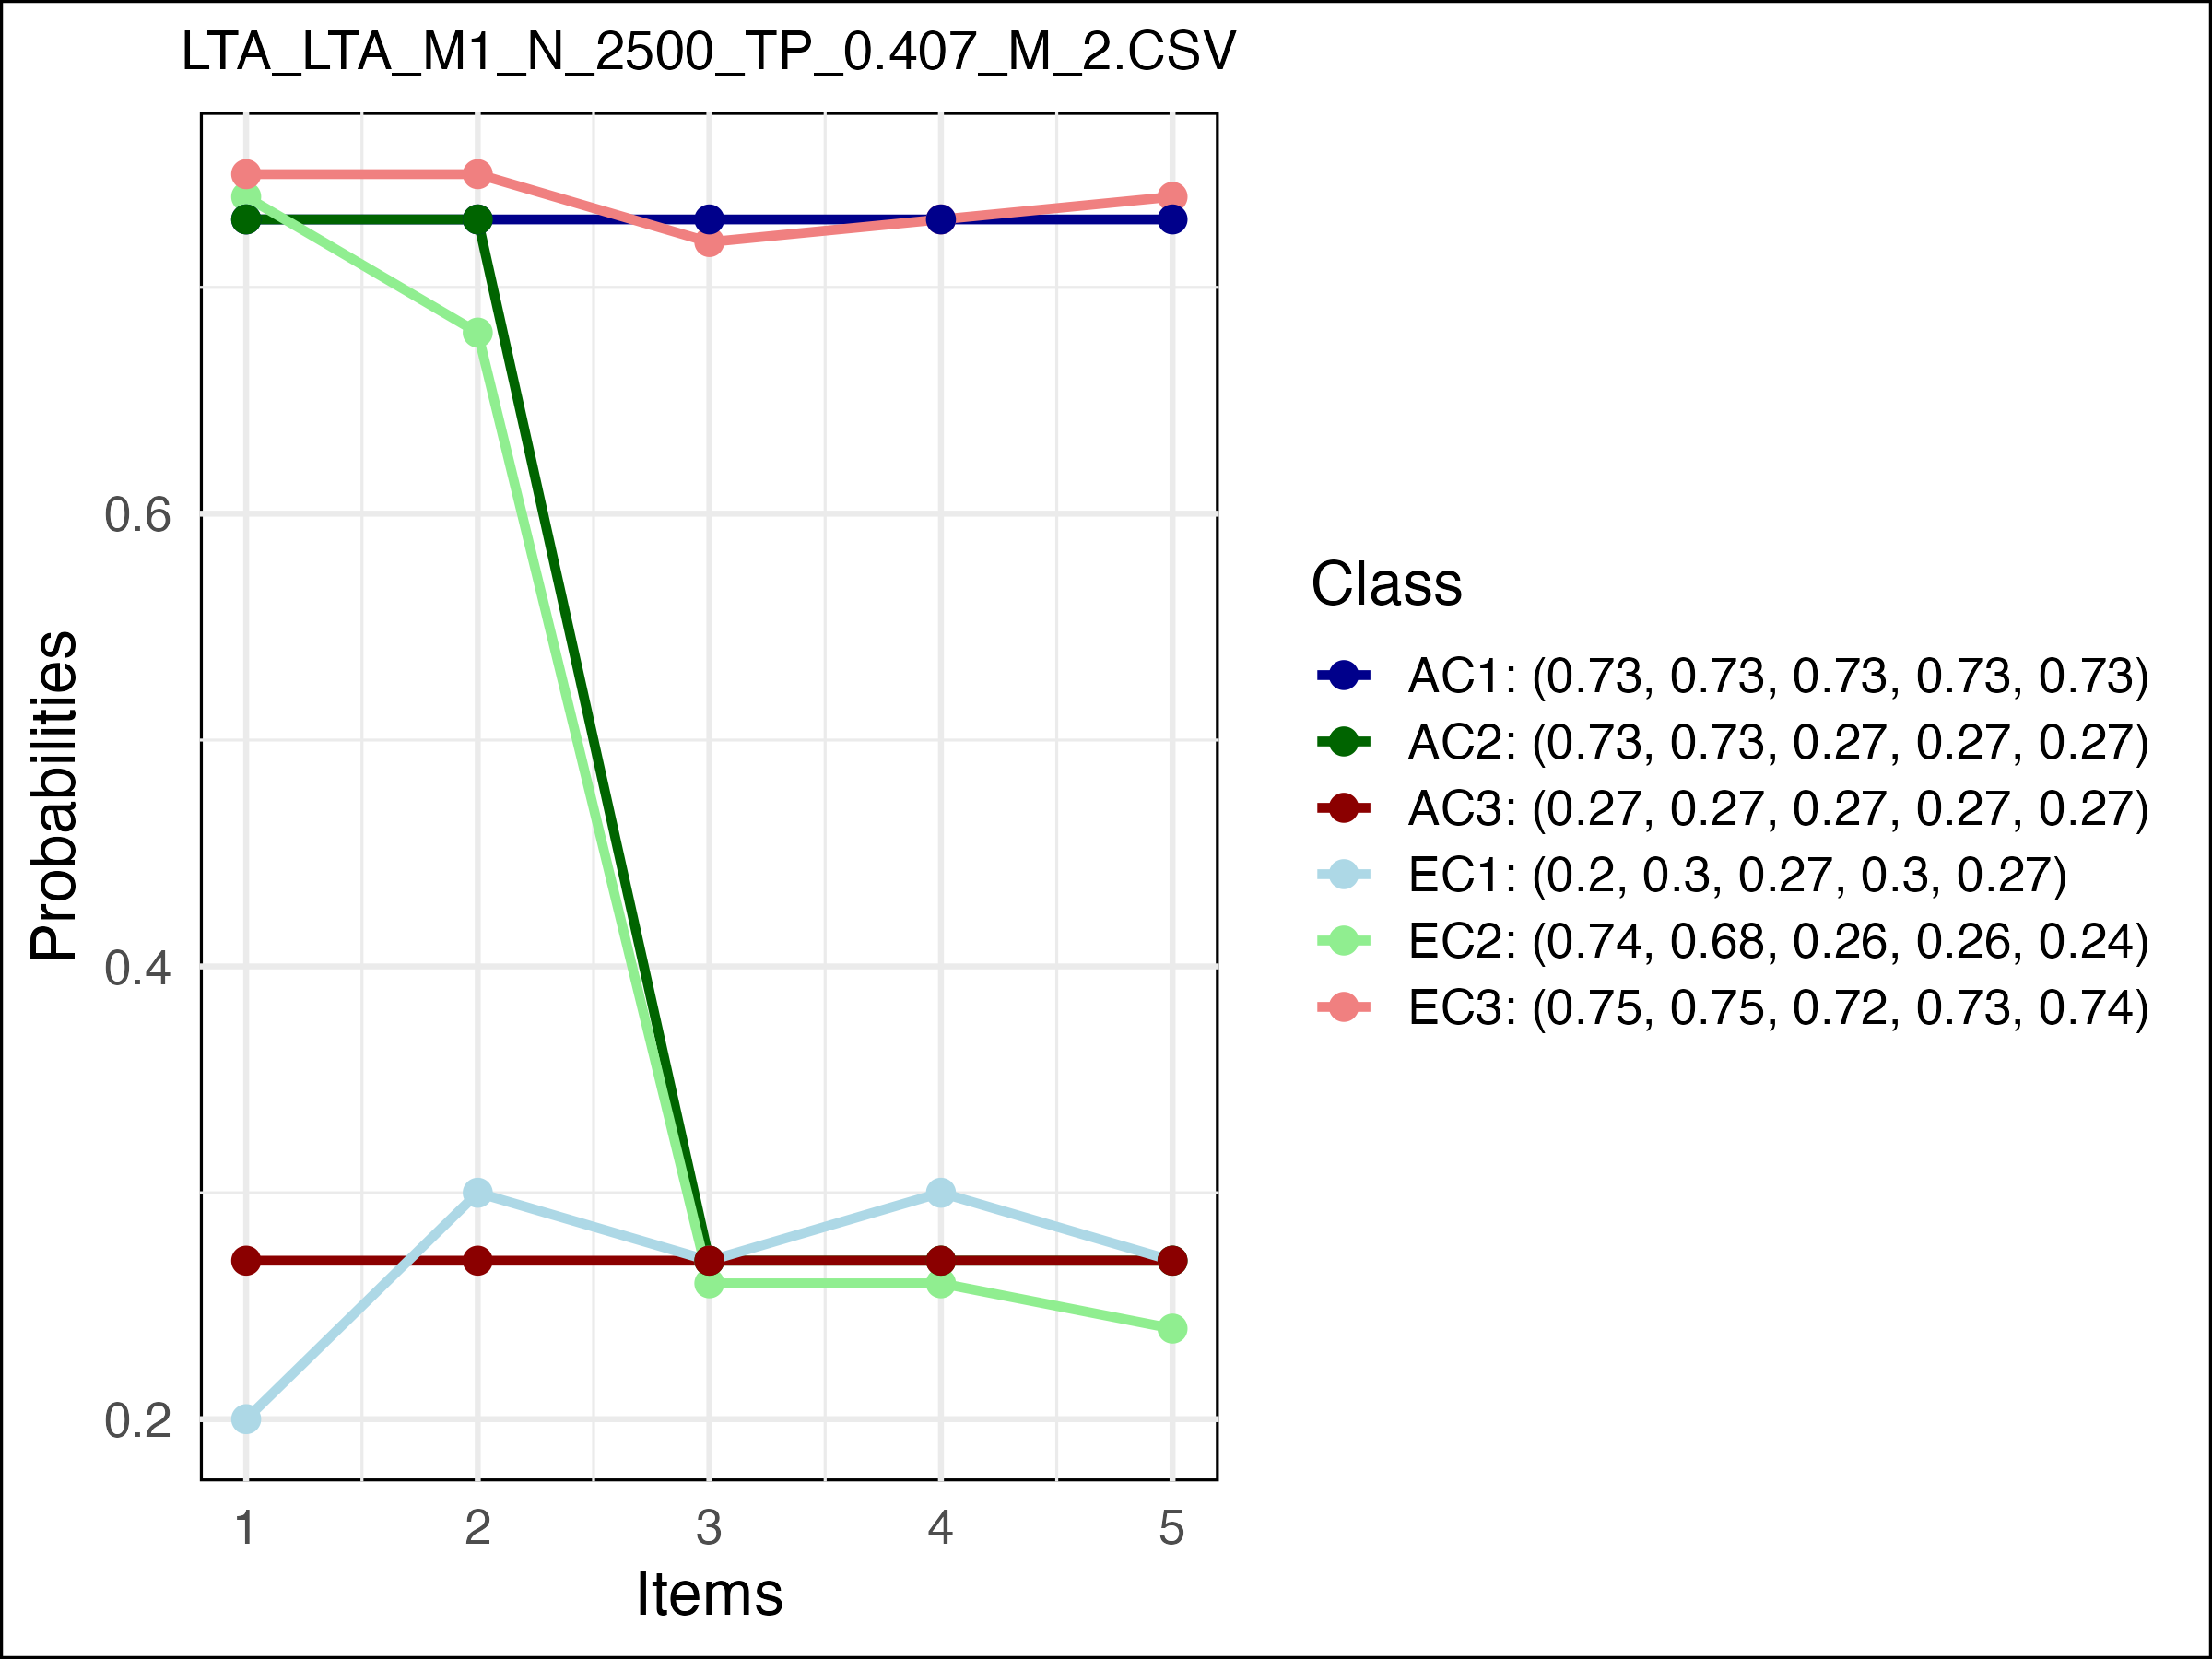 LTA_LTA_M1_N_2500_TP_0.407_M_2.CSV
Probabilities
0.6
0.4
0.2
1 2 3 4 5
Items
Class
AC1: (0.73, 0.73, 0.73, 0.73, 0.73)
AC2: (0.73, 0.73, 0.27, 0.27, 0.27)
AC3: (0.27, 0.27, 0.27, 0.27, 0.27)
EC1: (0.2, 0.3, 0.27, 0.3, 0.27)
EC2: (0.74, 0.68, 0.26, 0.26, 0.24)
EC3: (0.75, 0.75, 0.72, 0.73, 0.74)